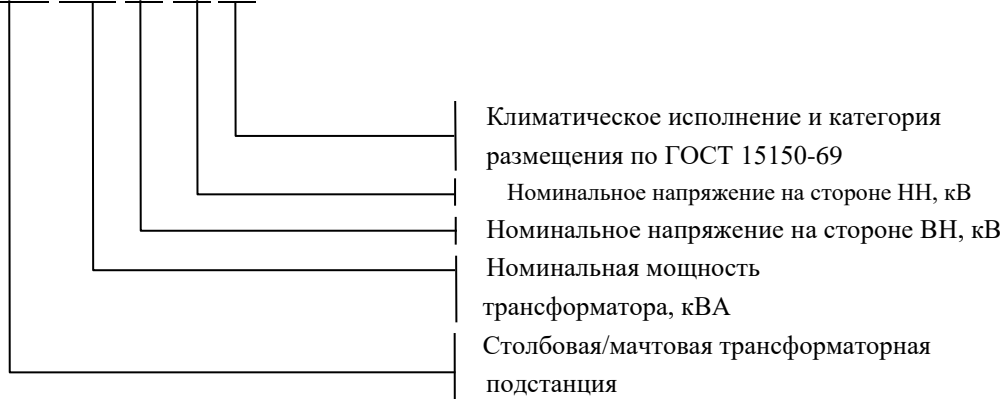 Климатическое исполнение и категория
размещения по ГОСТ 15150-69
Номинальное напряжение на стороне НН, кВ
Номинальное напряжение на стороне ВН, кВ
Номинальная мощность
трансформатора, кВА
Столбовая/мачтовая трансформаторная
подстанция